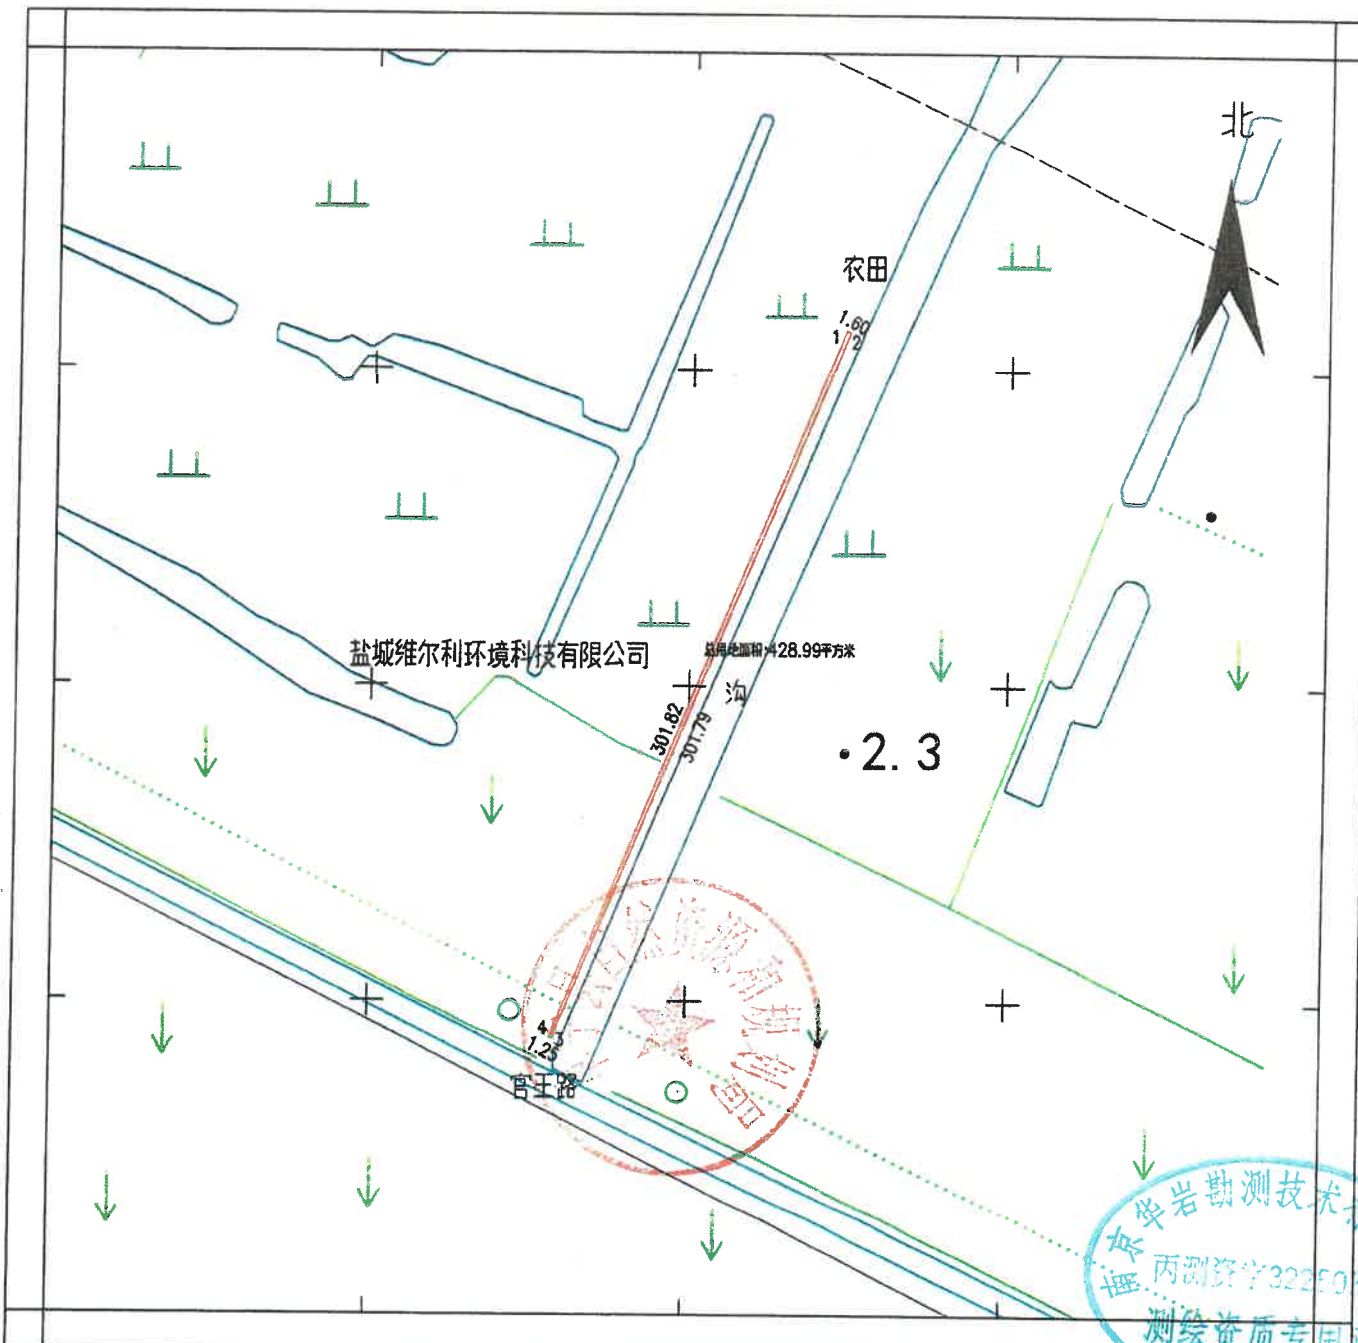 北
农田
1.60
1 2
盐城维尔利环境科技有限公司
总用地面积:428.99平方米
沟
301.82
301.79
2.3
4 3
宫王路
南京华岩勘测技术
丙测资字32250
测绘资质专用